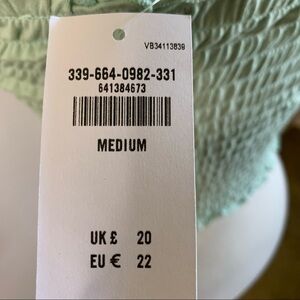 VB34113839
339-664-0982-331
641384673
MEDIUM
UK £ 20
EU € 22